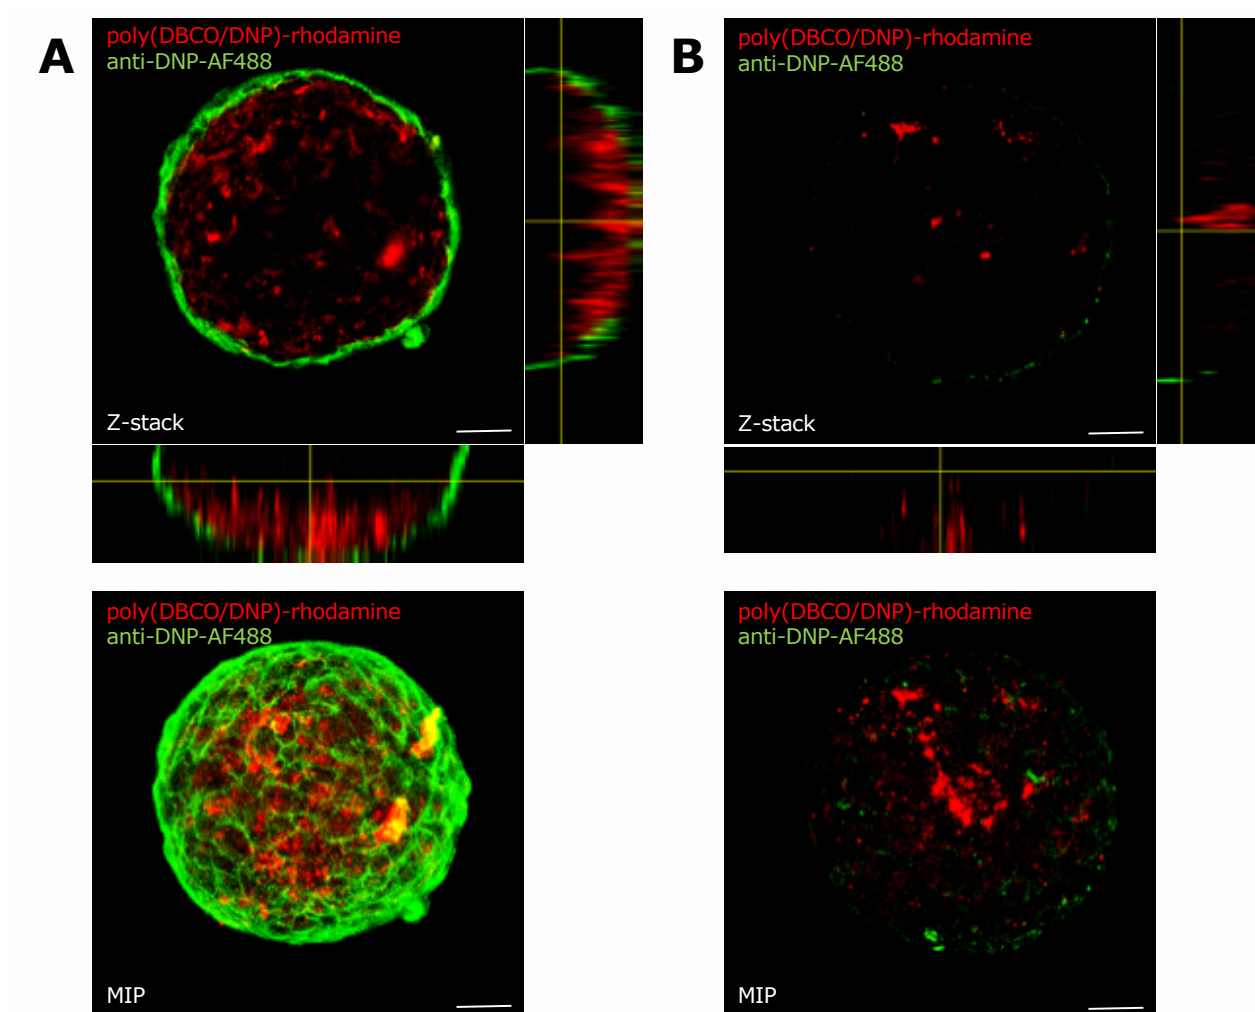 A
poly(DBCO/DNP)-rhodamine
anti-DNP-AF488
Z-stack
poly(DBCO/DNP)-rhodamine
anti-DNP-AF488
MIP
B
poly(DBCO/DNP)-rhodamine
anti-DNP-AF488
Z-stack
poly(DBCO/DNP)-rhodamine
anti-DNP-AF488
MIP